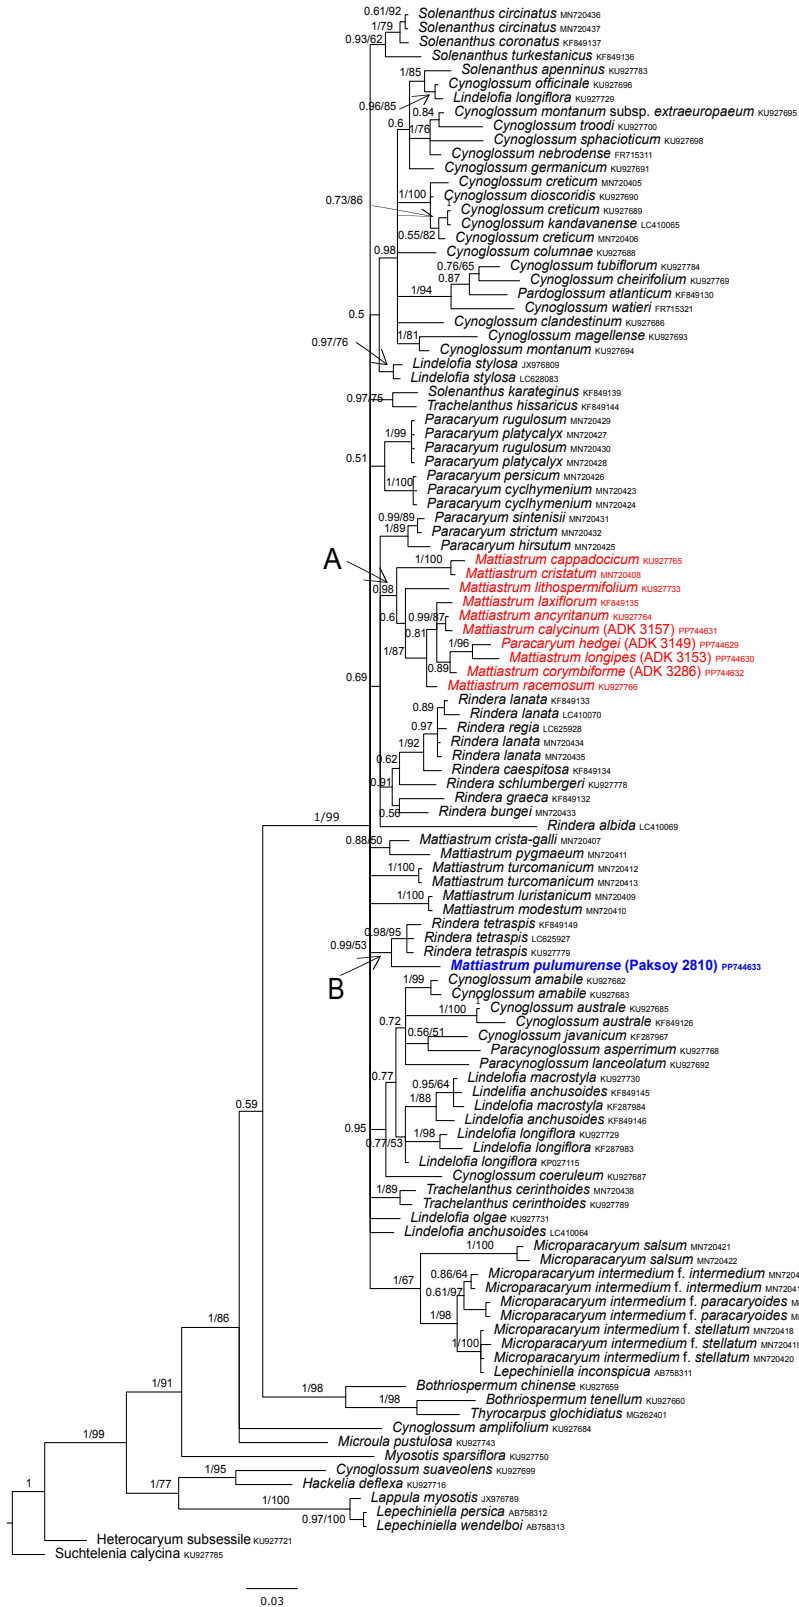 0.61/92
Solenanthus circinatus MN720436
1/79
Solenanthus circinatus MN720437
0.93/62
Solenanthus coronatus KF849137
Solenanthus turkestanicus KF849136
1/85
Solenanthus apenninus KU927783
Cynoglossum officinale KU927696
0.96/85
Lindelofia longiflora KU927729
0.84
Cynoglossum montanum subsp. extraeuropaeum KU927695
0.6
1/76
Cynoglossum troodi KU927700
Cynoglossum sphacioticum KU927698
Cynoglossum nebrodense FR715311
Cynoglossum germanicum KU927691
Cynoglossum creticum MN720405
0.73/86
1/100
Cynoglossum dioscoridis KU927690
1
Cynoglossum creticum KU927689
Cynoglossum kandavanense LC410065
0.55/82
Cynoglossum creticum MN720406
0.98
Cynoglossum columnae KU927688
0.76/65
Cynoglossum tubiflorum KU927784
0.87
Cynoglossum cheirifolium KU927769
1/94
Pardoglossum atlanticum KF849130
Cynoglossum watieri FR715321
0.5
Cynoglossum clandestinum KU927686
1/81
Cynoglossum magellense KU927693
0.97/76
Cynoglossum montanum KU927694
Lindelofia stylosa JX976809
Lindelofia stylosa LC628083
0.97/75
Solenanthus karateginus KF849139
Trachelanthus hissaricus KF849144
Paracaryum rugulosum MN720429
1/99
Paracaryum platycalyx MN720427
Paracaryum rugulosum MN720430
0.51
Paracaryum platycalyx MN720428
Paracaryum persicum MN720426
1/100
Paracaryum cyclhymenium MN720423
Paracaryum cyclhymenium MN720424
0.99/89
Paracaryum sintenisii MN720431
1/89
Paracaryum strictum MN720432
Paracaryum hirsutum MN720425
A
1/100
Mattiastrum cappadocicum KU927765
Mattiastrum cristatum MN720408
0.98
Mattiastrum lithospermifolium KU927733
Mattiastrum laxiflorum KF849135
0.6
0.99/87
Mattiastrum ancyritanum KU927764
0.81
Mattiastrum calycinum (ADK 3157) PP744631
1/96
Paracaryum hedgei (ADK 3149) PP744629
1/87
Mattiastrum longipes (ADK 3153) PP744630
0.89
Mattiastrum corymbiforme (ADK 3286) PP744632
0.69
Mattiastrum racemosum KU927766
0.89
Rindera lanata KF849133
Rindera lanata LC410070
0.97
Rindera regia LC625928
1/92
Rindera lanata MN720434
Rindera lanata MN720435
0.62
Rindera caespitosa KF849134
0.91
Rindera schlumbergeri KU927778
Rindera graeca KF849132
0.56
Rindera bungei MN720433
1/99
Rindera albida LC410069
0.88/50
Mattiastrum crista-galli MN720407
Mattiastrum pygmaeum MN720411
1/100
Mattiastrum turcomanicum MN720412
Mattiastrum turcomanicum MN720413
1/100
Mattiastrum luristanicum MN720409
Mattiastrum modestum MN720410
0.98/95
Rindera tetraspis KF849149
0.99/53
Rindera tetraspis LC625927
Rindera tetraspis KU927779
B
Mattiastrum pulumurense (Paksoy 2810) PP744633
1/99
Cynoglossum amabile KU927682
Cynoglossum amabile KU927683
1/100
1
Cynoglossum australe KU927685
0.72
Cynoglossum australe KF849126
0.56/51
Cynoglossum javanicum KF287967
Paracynoglossum asperrimum KU927768
Paracynoglossum lanceolatum KU927692
0.77
0.95/64
Lindelofia macrostyla KU927730
Lindelifia anchusoides KF849145
1/88
Lindelofia macrostyla KF287984
0.59
Lindelofia anchusoides KF849146
0.95
1/98
Lindelofia longiflora KU927729
0.77/53
Lindelofia longiflora KF287983
Lindelofia longiflora KP027115
Cynoglossum coeruleum KU927687
1/89
Trachelanthus cerinthoides MN720438
Trachelanthus cerinthoides KU927789
Lindelofia olgae KU927731
Lindelofia anchusoides LC410064
1/100
Microparacaryum salsum MN720421
Microparacaryum salsum MN720422
0.86/64
Microparacaryum intermedium f. intermedium MN7204
1/67
0.61/97
Microparacaryum intermedium f. intermedium MN72041
Microparacaryum intermedium f. paracaryoides M
1/98
Microparacaryum intermedium f. paracaryoides M
1/86
Microparacaryum intermedium f. stellatum MN720418
1/100
Microparacaryum intermedium f. stellatum MN720419
Microparacaryum intermedium f. stellatum MN720420
Lepechiniella inconspicua AB758311
1/91
1/98
Bothriospermum chinense KU927659
1/98
Bothriospermum tenellum KU927660
Thyrocarpus glochidiatus MG262401
Cynoglossum amplifolium KU927684
1/99
Microula pustulosa KU927743
Myosotis sparsiflora KU927750
1/95
Cynoglossum suaveolens KU927699
1
1/77
Hackelia deflexa KU927716
1/100
Lappula myosotis JX976789
Lepechiniella persica AB758312
0.97/100
Lepechiniella wendelboi AB758313
Heterocaryum subsessile KU927721
Suchtelenia calycina KU927785
0.03